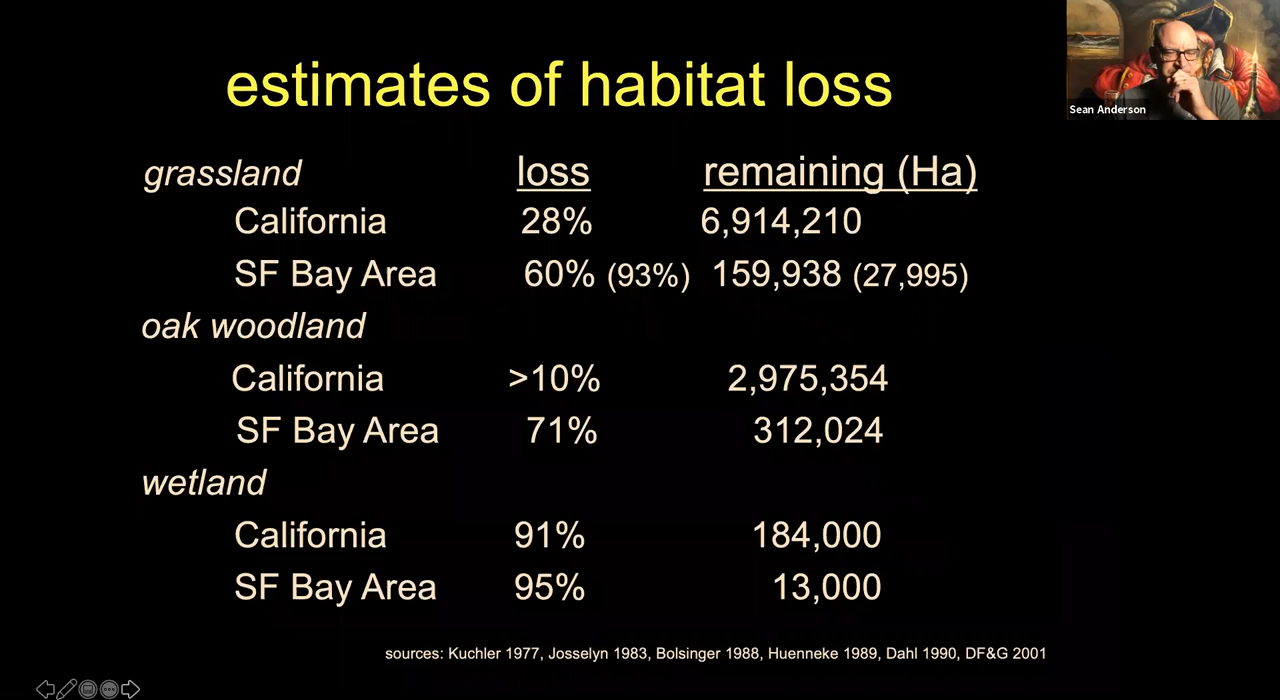 estimates of habitat loss
Sean Anderson
grassland loss remaining (Ha)
California 28% 6,914,210
SF Bay Area 60% (93%) 159,938 (27,995)
oak woodland
California >10% 2,975,354
SF Bay Area 71% 312,024
wetland
California 91% 184,000
SF Bay Area 95% 13,000
sources: Kuchler 1977, Josselyn 1983, Bolsinger 1988, Huenneke 1989, Dahl 1990, DF&G 2001